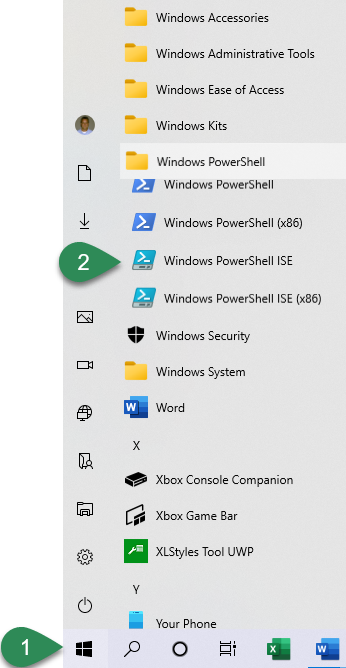 Windows Accessories
Windows Administrative Tools
Windows Ease of Access
Windows Kits
Windows PowerShell
Windows PowerShell
Windows PowerShell (x86)
2
Windows PowerShell ISE
Windows PowerShell ISE (x86)
Windows Security
Windows System
W
Word
X
Xbox Console Companion
Xbox Game Bar
XLStyles Tool UWP
Y
Your Phone
1
X
W